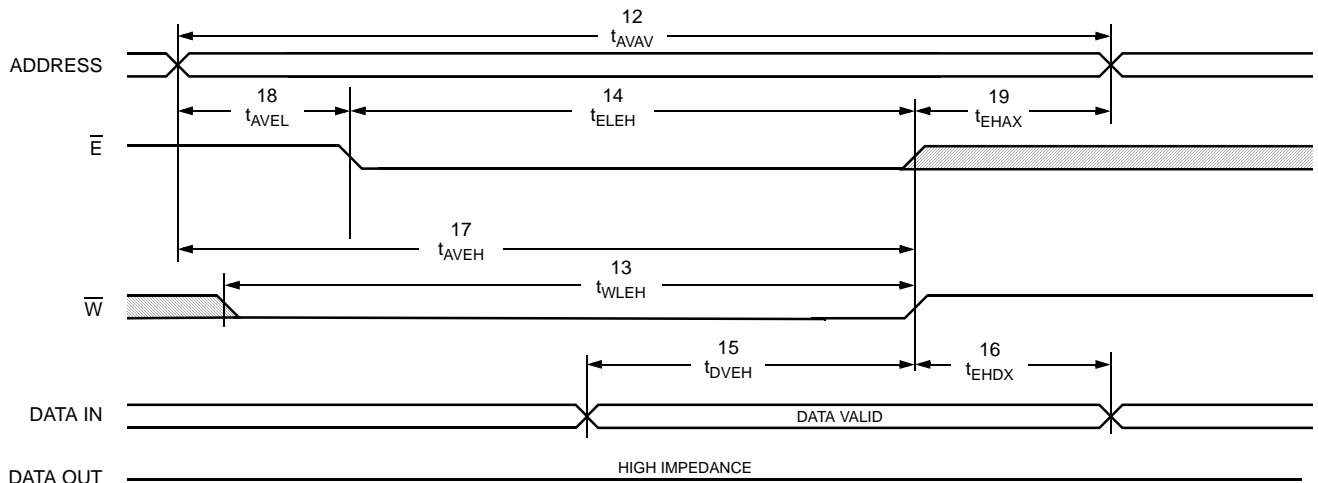 12
tAVAV
ADDRESS
18
tAVEL
14
tELEH
19
tEHAX
E̅
17
tAVEH
13
tWLEH
W̅
15
tDVEH
16
tEHDX
DATA IN
DATA VALID
DATA OUT
HIGH IMPEDANCE